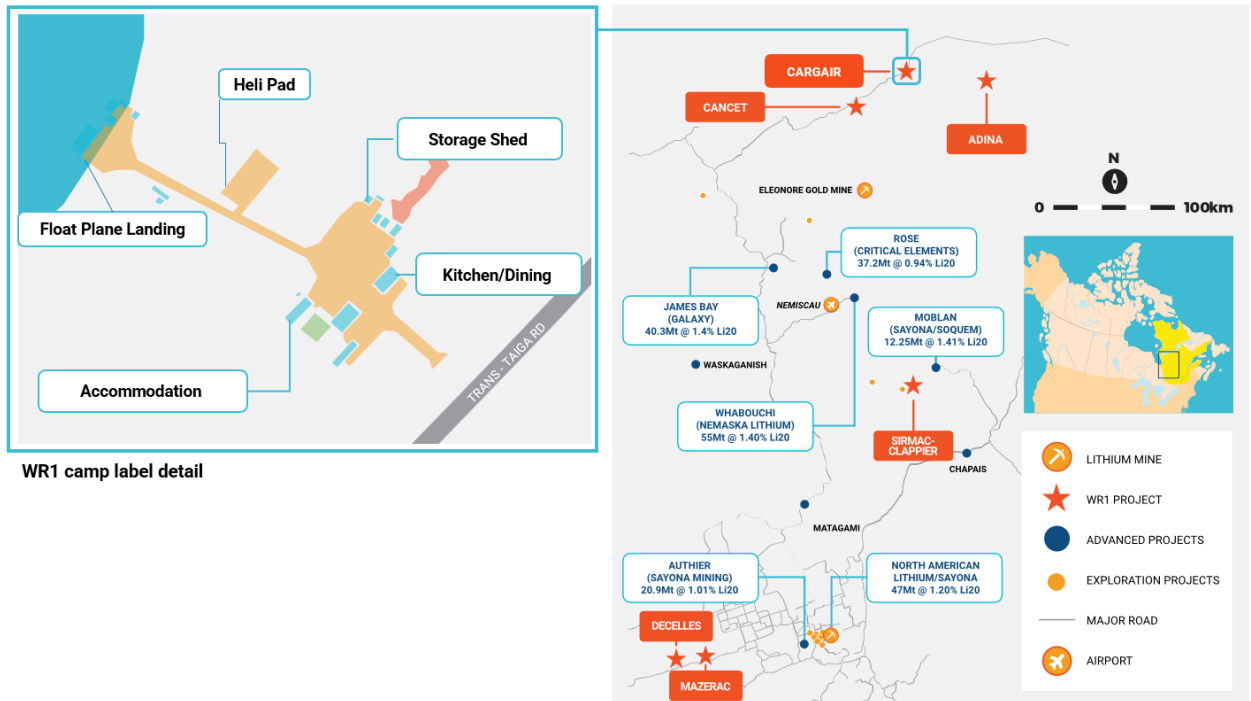 Heli Pad
Storage Shed
Float Plane Landing
Kitchen/Dining
Accommodation
TRANS - TAIGA RD
WR1 camp label detail
CARGAIR
CANCET
ADINA
ELEONORE GOLD MINE
N
0 100km
ROSE
(CRITICAL ELEMENTS)
37.2Mt @ 0.94% Li20
JAMES BAY
(GALAXY)
40.3Mt @ 1.4% Li20
NEMISCAU
MOBLAN
(SAYONA/SOQUEM)
12.25Mt @ 1.41% Li20
WASKAGANISH
WHABOUCHI
(NEMASKA LITHIUM)
55Mt @ 1.40% Li20
SIRMAC-
CLAPPIER
CHAPAIS
MATAGAMI
AUTHIER
(SAYONA MINING)
20.9Mt @ 1.01% Li20
NORTH AMERICAN
LITHIUM/SAYONA
47Mt @ 1.20% Li20
DECELLES
MAZERAC
LITHIUM MINE
WR1 PROJECT
ADVANCED PROJECTS
EXPLORATION PROJECTS
MAJOR ROAD
AIRPORT